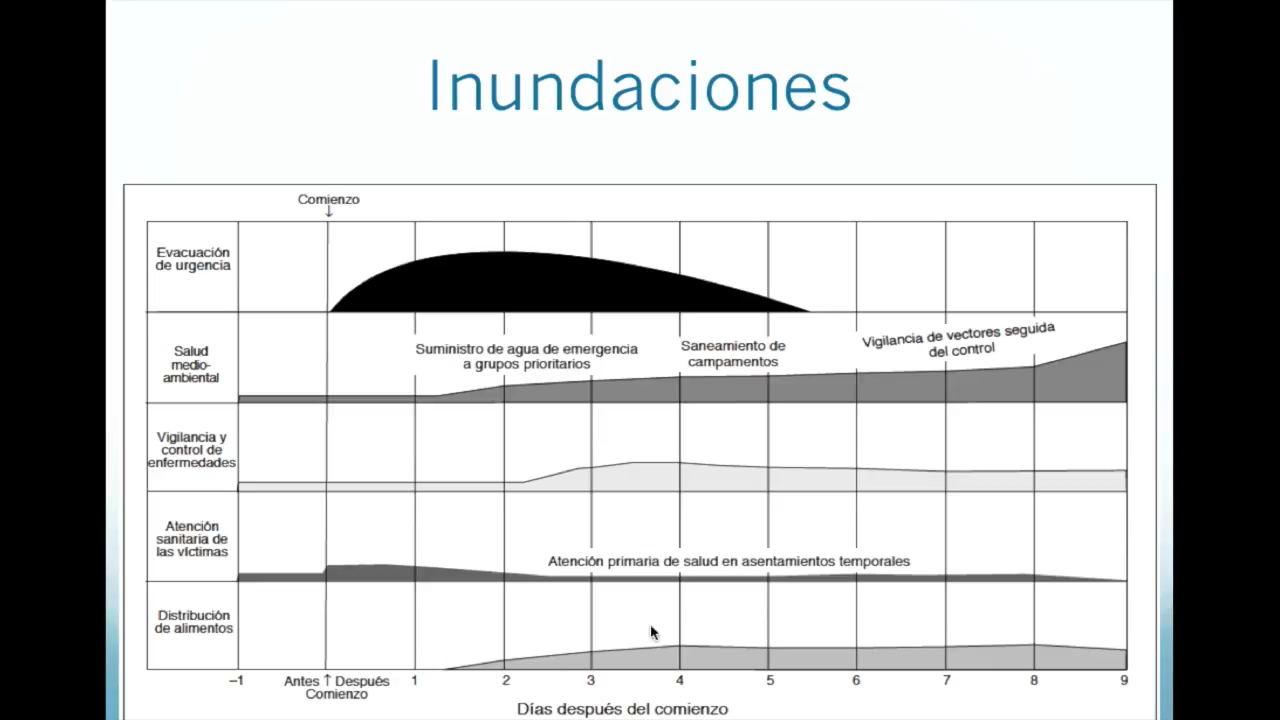 Inundaciones
Comienzo
Evacuación
de urgencia
Salud
medio-
ambiental
Suministro de agua de emergencia
a grupos prioritarios
Saneamiento de
campamentos
Vigilancia de vectores seguida
del control
Vigilancia y
control de
enfermedades
Atención
sanitaria de
las víctimas
Atención primaria de salud en asentamientos temporales
Distribución
de alimentos
–1 Antes ↑ Después 1 2 3 4 5 6 7 8 9
Comienzo
Días después del comienzo